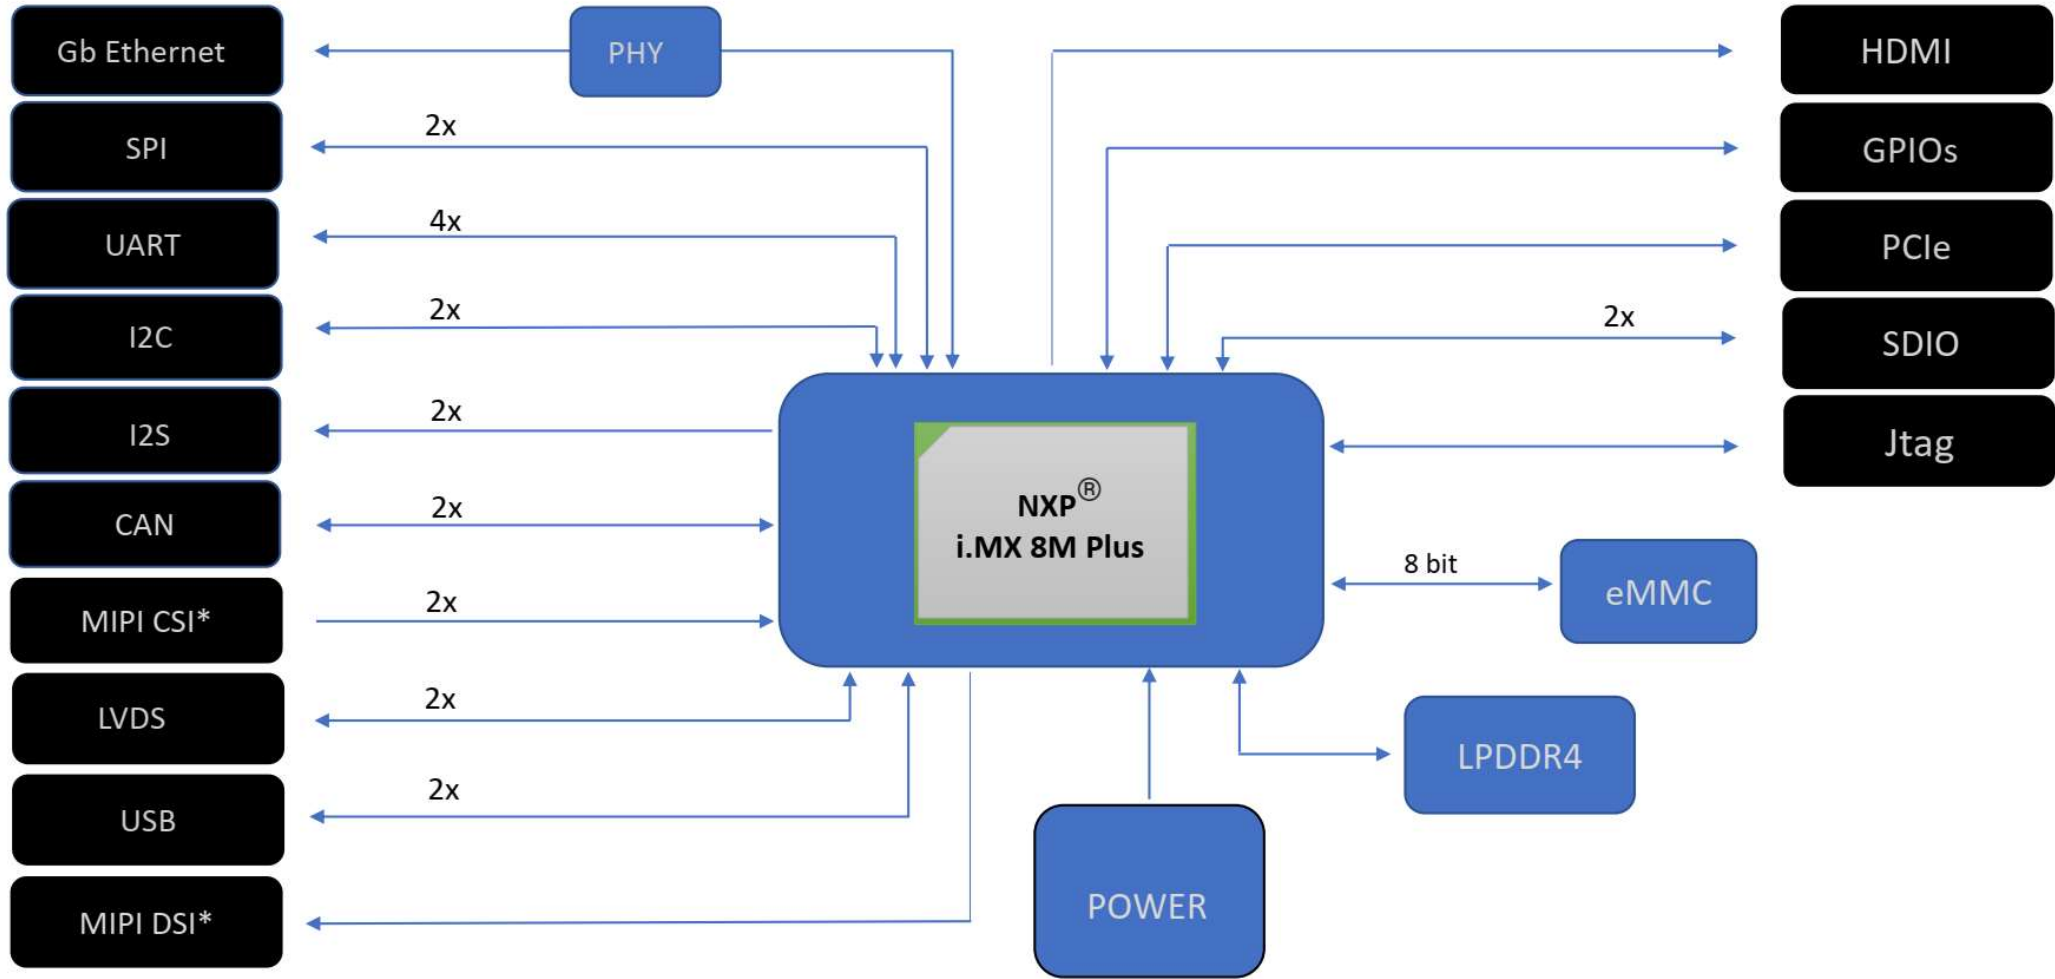 Gb Ethernet
PHY
HDMI
2x
SPI
GPIOs
4x
UART
PCIe
2x
I2C
2x
SDIO
2x
I2S
Jtag
2x
CAN
NXP®
i.MX 8M Plus
8 bit
eMMC
2x
MIPI CSI*
2x
LVDS
LPDDR4
2x
USB
POWER
MIPI DSI*